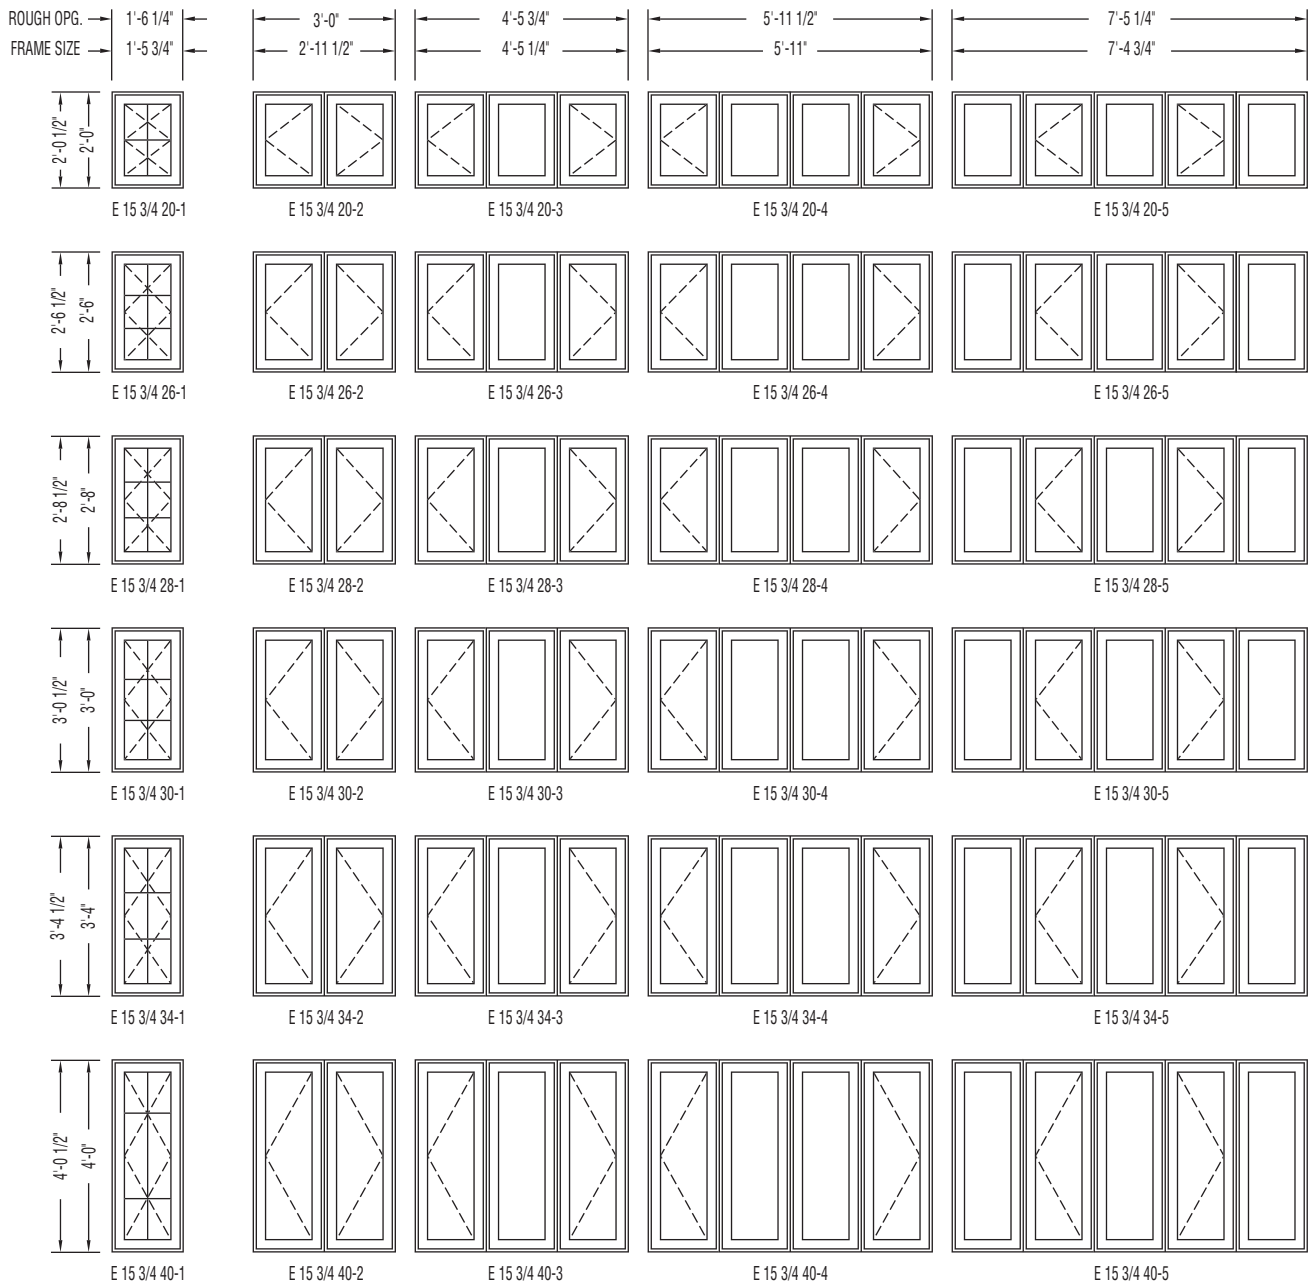 ROUGH OPG. 1'-6 1/4" 3'-0" 4'-5 3/4" 5'-11 1/2" 7'-5 1/4"
FRAME SIZE 1'-5 3/4" 2'-11 1/2" 4'-5 1/4" 5'-11" 7'-4 3/4"
2'-0 1/2" 2'-0"
E 15 3/4 20-1 E 15 3/4 20-2 E 15 3/4 20-3 E 15 3/4 20-4 E 15 3/4 20-5
2'-6 1/2" 2'-6"
E 15 3/4 26-1 E 15 3/4 26-2 E 15 3/4 26-3 E 15 3/4 26-4 E 15 3/4 26-5
2'-8 1/2" 2'-8"
E 15 3/4 28-1 E 15 3/4 28-2 E 15 3/4 28-3 E 15 3/4 28-4 E 15 3/4 28-5
3'-0 1/2" 3'-0"
E 15 3/4 30-1 E 15 3/4 30-2 E 15 3/4 30-3 E 15 3/4 30-4 E 15 3/4 30-5
3'-4 1/2" 3'-4"
E 15 3/4 34-1 E 15 3/4 34-2 E 15 3/4 34-3 E 15 3/4 34-4 E 15 3/4 34-5
4'-0 1/2" 4'-0"
E 15 3/4 40-1 E 15 3/4 40-2 E 15 3/4 40-3 E 15 3/4 40-4 E 15 3/4 40-5